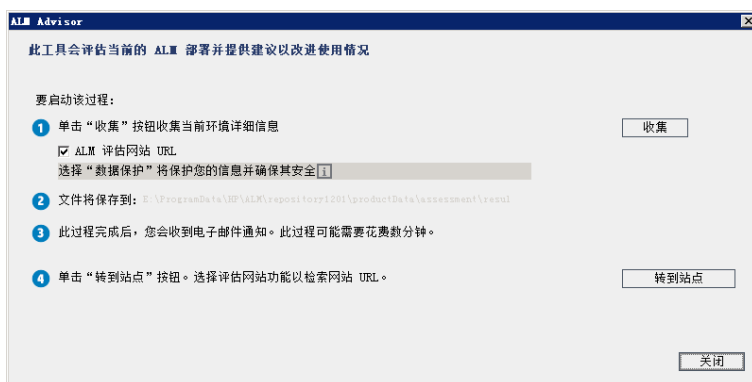 ALM Advisor
此工具会评估当前的 ALM 部署并提供建议以改进使用情况
要启动该过程：
1 单击“收集”按钮收集当前环境详细信息
收集
ALM 评估网站 URL
选择“数据保护”将保护您的信息并确保其安全 i
2 文件将保存到：E:\ProgramData\HP\ALM\repository1201\productData\assessment\resul
3 此过程完成后，您会收到电子邮件通知。此过程可能需要花费数分钟。
4 单击“转到站点”按钮。选择评估网站功能以检索网站 URL。
转到站点
关闭